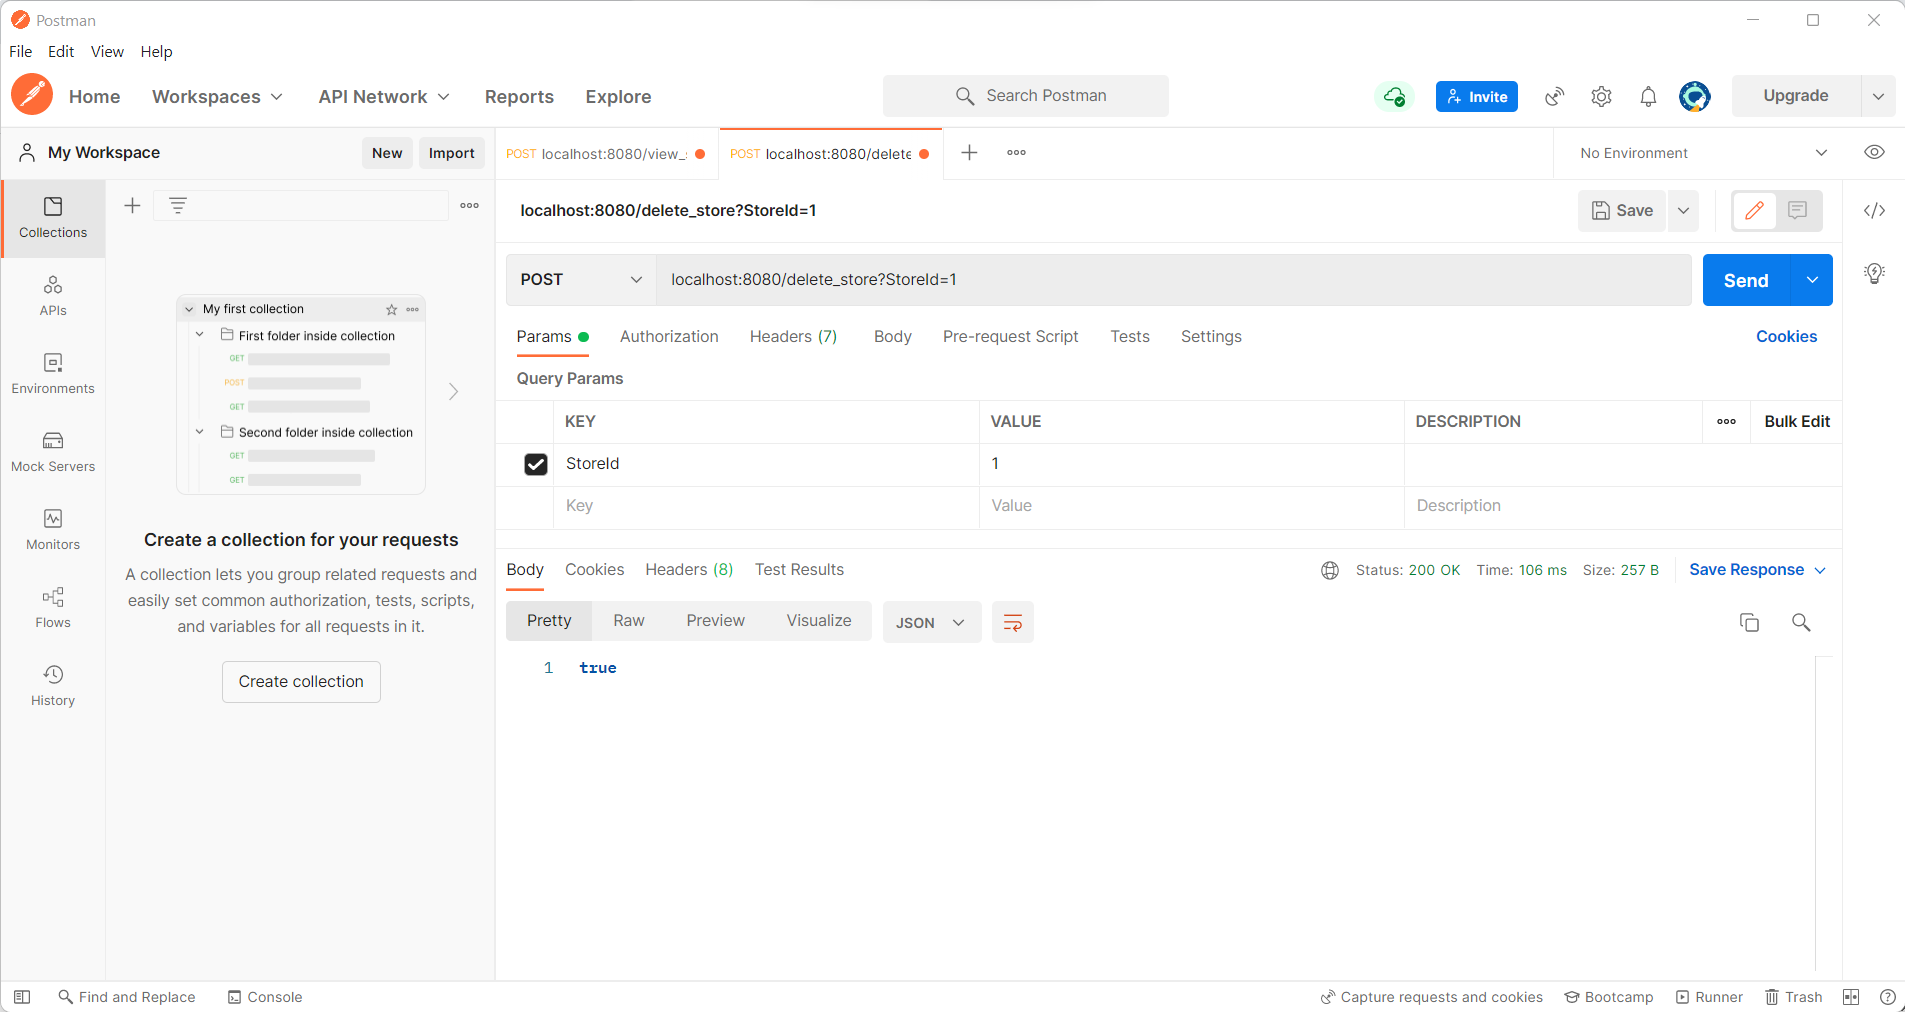 Postman
File Edit View Help
Home Workspaces API Network Reports Explore Search Postman Invite Upgrade
My Workspace New Import
POST localhost:8080/view_ POST localhost:8080/delete No Environment
localhost:8080/delete_store?StoreId=1 Save
POST localhost:8080/delete_store?StoreId=1 Send
Params Authorization Headers (7) Body Pre-request Script Tests Settings Cookies
Query Params
KEY VALUE DESCRIPTION Bulk Edit
StoreId 1
Key Value Description
Body Cookies Headers (8) Test Results Status: 200 OK Time: 106 ms Size: 257 B Save Response
Pretty Raw Preview Visualize JSON
1 true
Collections
APIs
Environments
Mock Servers
Monitors
Flows
History
My first collection
First folder inside collection
GET
POST
GET
Second folder inside collection
GET
GET
Create a collection for your requests
A collection lets you group related requests and
easily set common authorization, tests, scripts,
and variables for all requests in it.
Create collection
Find and Replace Console Capture requests and cookies Bootcamp Runner Trash